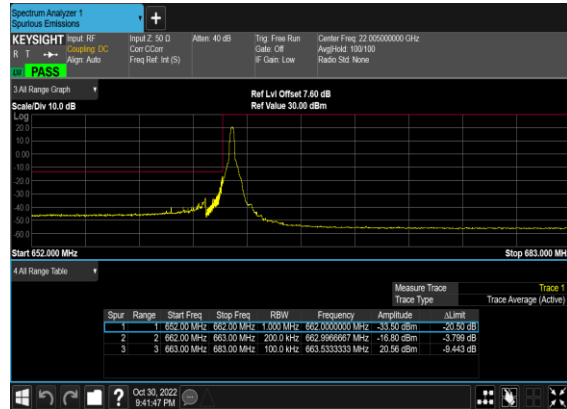 Spectrum Analyzer 1
Spurious Emissions
KEYSIGHT Input: RF Input Z: 50 Ω Atten: 40 dB Trig: Free Run Center Freq: 22.005000000 GHz
R T Coupling: DC Corr CCorr Gate: Off Avg|Hold: 100/100
Align: Auto Freq Ref: Int (S) IF Gain: Low Radio Std: None
PASS
3 All Range Graph
Ref Lvl Offset 7.60 dB
Scale/Div 10.0 dB Ref Value 30.00 dBm
Log
20.0
10.0
0.00
-10.0
-20.0
-30.0
-40.0
-50.0
-60.0
Start 652.000 MHz Stop 683.000 MH
4 All Range Table
Measure Trace Trace 1
Trace Type Trace Average (Active)
Spur Range Start Freq Stop Freq RBW Frequency Amplitude ΔLimit
1 1 652.00 MHz 662.00 MHz 1.000 MHz 662.0000000 MHz -33.50 dBm -20.50 dB
2 2 662.00 MHz 663.00 MHz 200.0 kHz 662.9966667 MHz -16.80 dBm -3.799 dB
3 3 663.00 MHz 683.00 MHz 100.0 kHz 663.5333333 MHz 20.56 dBm -9.443 dB
? Oct 30, 2022
9:41:47 PM